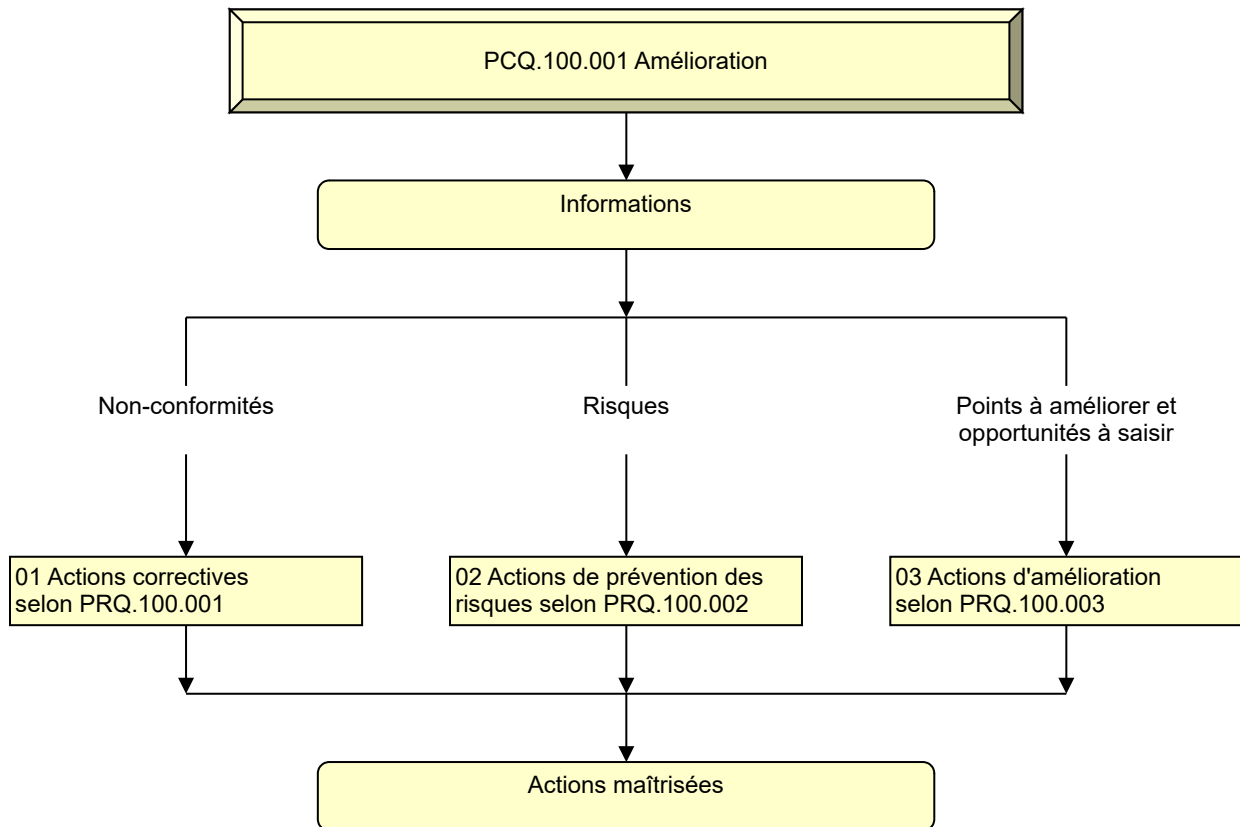 PCQ.100.001 Amélioration
Informations
Non-conformités
Risques
Points à améliorer et
opportunités à saisir
01 Actions correctives
selon PRQ.100.001
02 Actions de prévention des
risques selon PRQ.100.002
03 Actions d'amélioration
selon PRQ.100.003
Actions maîtrisées